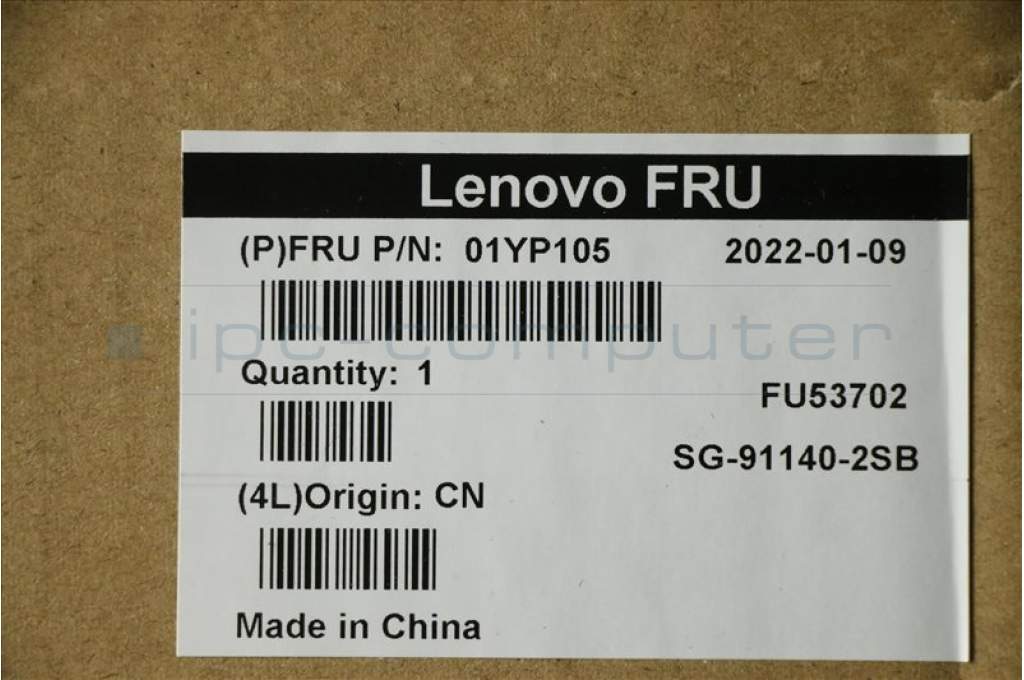 Lenovo FRU
(P)FRU P/N: 01YP105 2022-01-09
ipc-computer
Quantity: 1
FU53702
SG-91140-2SB
(4L)Origin: CN
Made in China